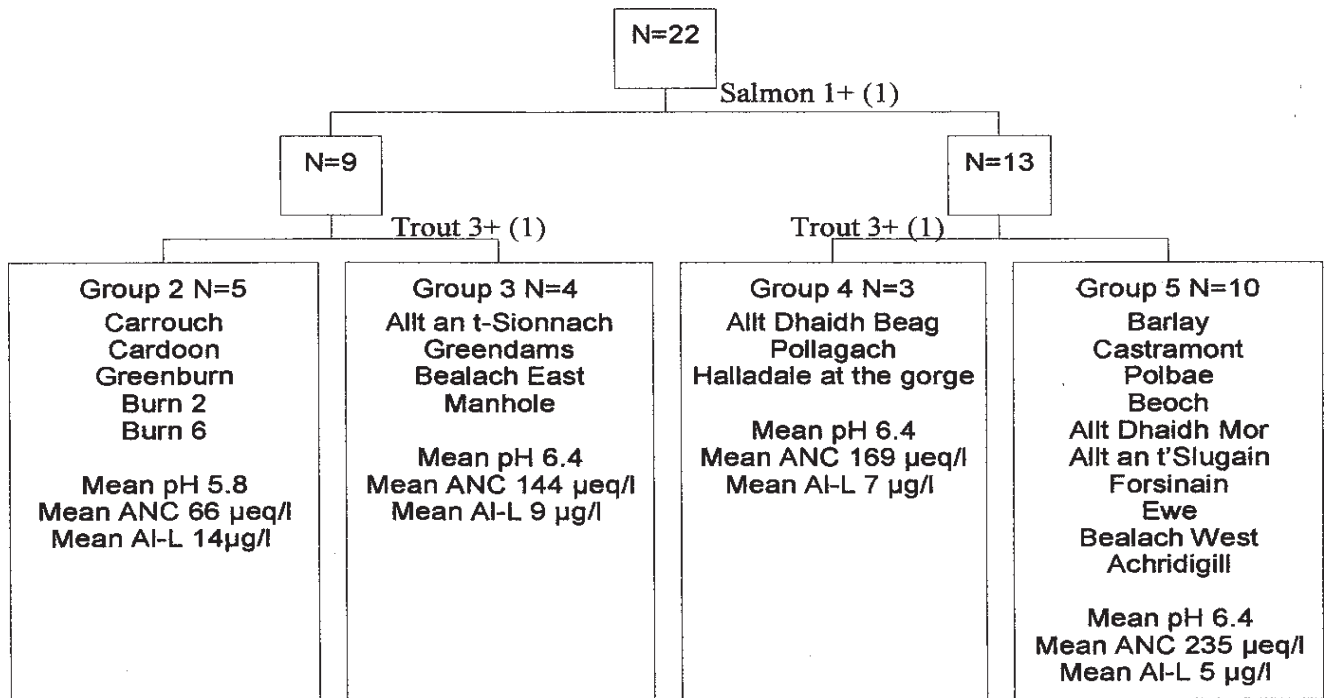 N=22
Salmon 1+ (1)
N=9
N=13
Trout 3+ (1)
Trout 3+ (1)
Group 2 N=5
Carrouch
Cardoon
Greenburn
Burn 2
Burn 6
Mean pH 5.8
Mean ANC 66 µeq/l
Mean Al-L 14µg/l
Group 3 N=4
Allt an t-Sionnach
Greendams
Bealach East
Manhole
Mean pH 6.4
Mean ANC 144 µeq/l
Mean Al-L 9 µg/l
Group 4 N=3
Allt Dhaidh Beag
Pollagach
Halladale at the gorge
Mean pH 6.4
Mean ANC 169 µeq/l
Mean Al-L 7 µg/l
Group 5 N=10
Barlay
Castramont
Polbae
Beoch
Allt Dhaidh Mor
Allt an t'Slugain
Forsinain
Ewe
Bealach West
Achridigill
Mean pH 6.4
Mean ANC 235 µeq/l
Mean Al-L 5 µg/l